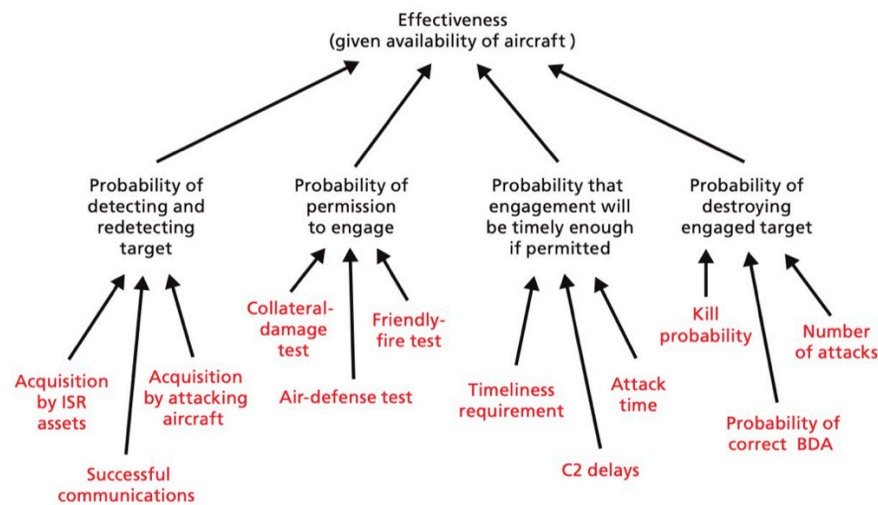 Effectiveness
(given availability of aircraft )
Probability of
detecting and
redetecting
target
Probability of
permission
to engage
Probability that
engagement will
be timely enough
if permitted
Probability of
destroying
engaged target
Acquisition
by ISR
assets
Successful
communications
Acquisition
by attacking
aircraft
Collateral-
damage
test
Air-defense test
Friendly-
fire test
Timeliness
requirement
C2 delays
Attack
time
Kill
probability
Probability of
correct BDA
Number
of attacks